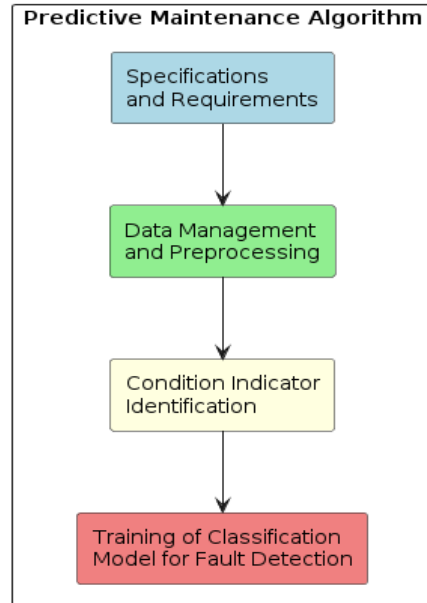 Predictive Maintenance Algorithm
Specifications
and Requirements
Data Management
and Preprocessing
Condition Indicator
Identification
Training of Classification
Model for Fault Detection